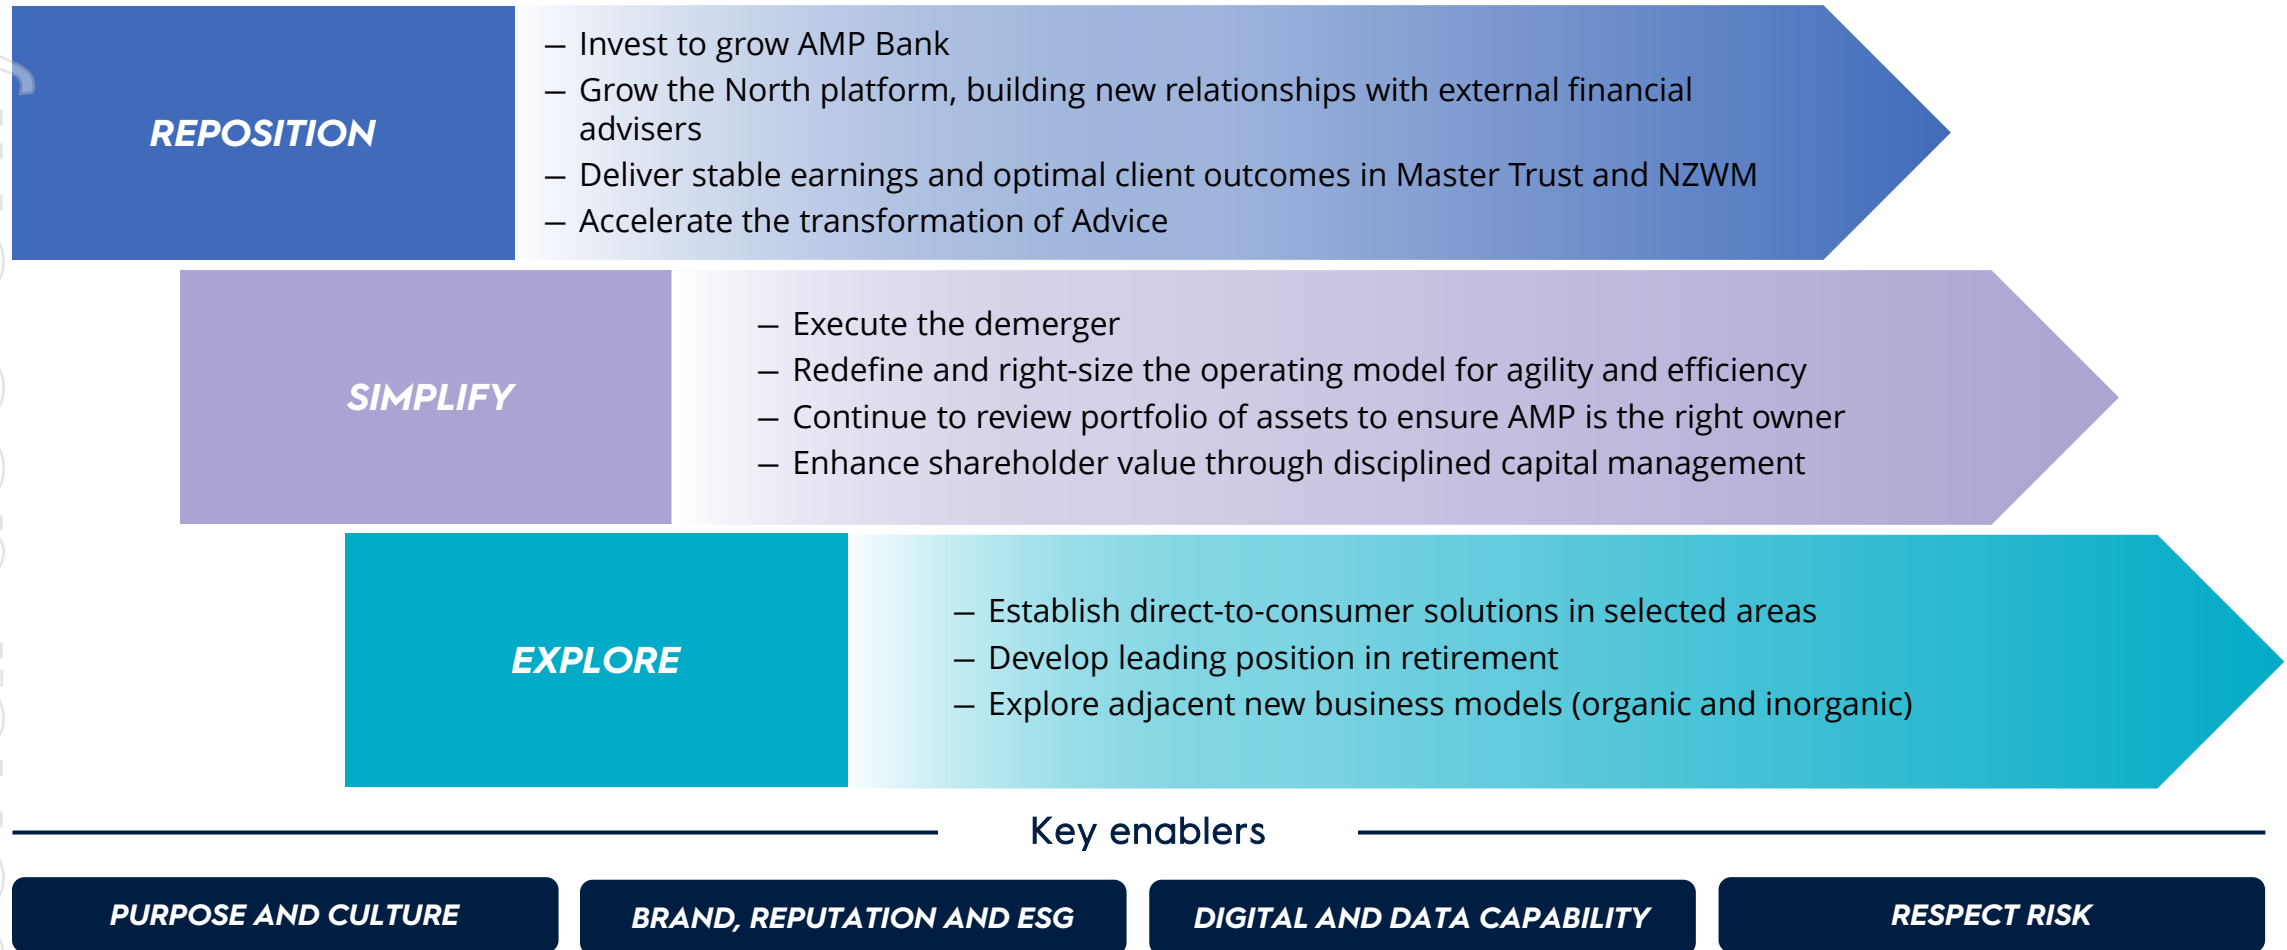 REPOSITION
— Invest to grow AMP Bank
— Grow the North platform, building new relationships with external financial
advisers
— Deliver stable earnings and optimal client outcomes in Master Trust and NZWM
— Accelerate the transformation of Advice
SIMPLIFY
— Execute the demerger
— Redefine and right-size the operating model for agility and efficiency
— Continue to review portfolio of assets to ensure AMP is the right owner
— Enhance shareholder value through disciplined capital management
EXPLORE
— Establish direct-to-consumer solutions in selected areas
— Develop leading position in retirement
— Explore adjacent new business models (organic and inorganic)
Key enablers
PURPOSE AND CULTURE
BRAND, REPUTATION AND ESG
DIGITAL AND DATA CAPABILITY
RESPECT RISK